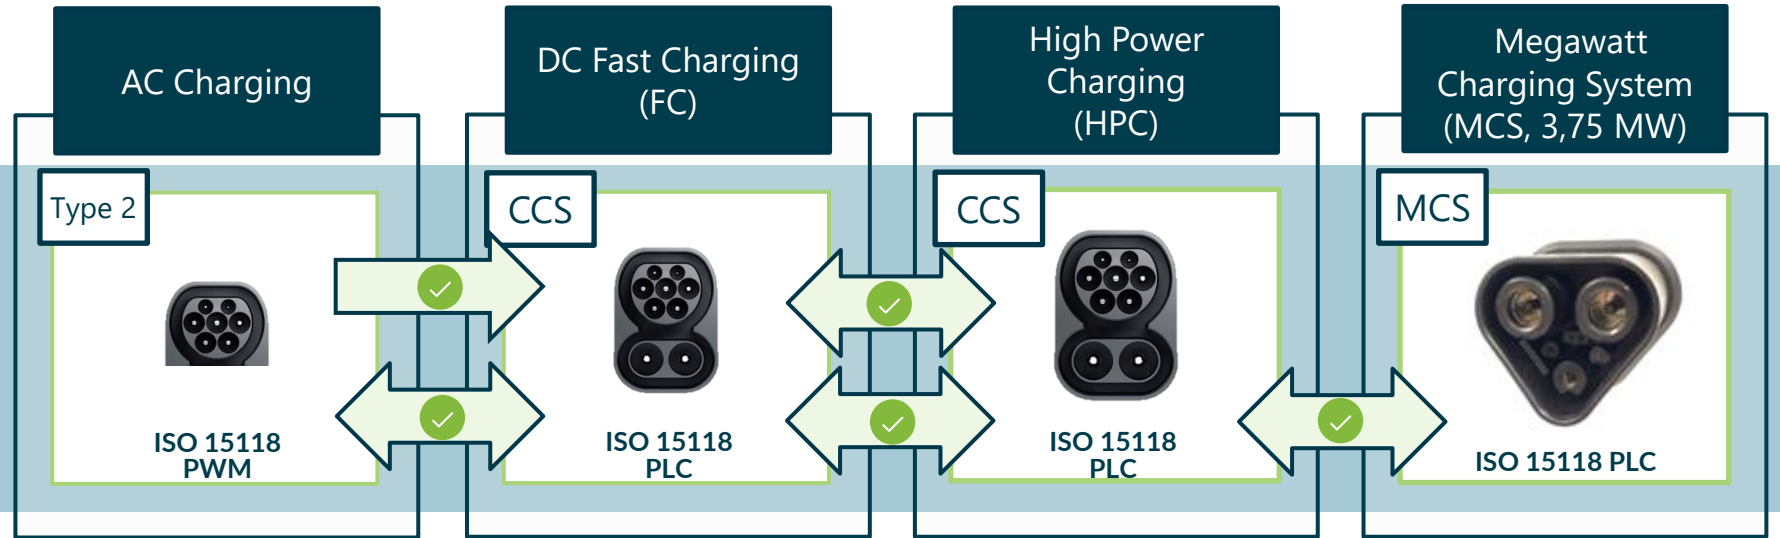 AC Charging
DC Fast Charging
(FC)
High Power
Charging
(HPC)
Megawatt
Charging System
(MCS, 3,75 MW)
Type 2
CCS
CCS
MCS
ISO 15118
PWM
ISO 15118
PLC
ISO 15118
PLC
ISO 15118 PLC